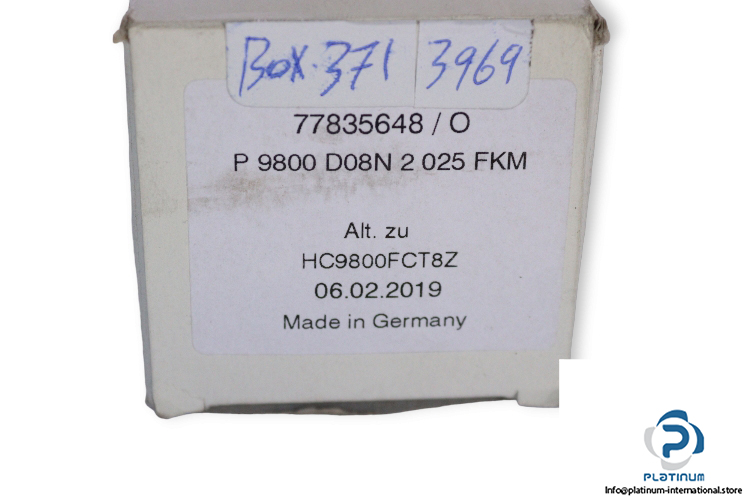 Box.371 3969
77835648 / O
P 9800 D08N 2 025 FKM
Alt. zu
HC9800FCT8Z
06.02.2019
Made in Germany
PLATINUM
Info@platinum-international.store